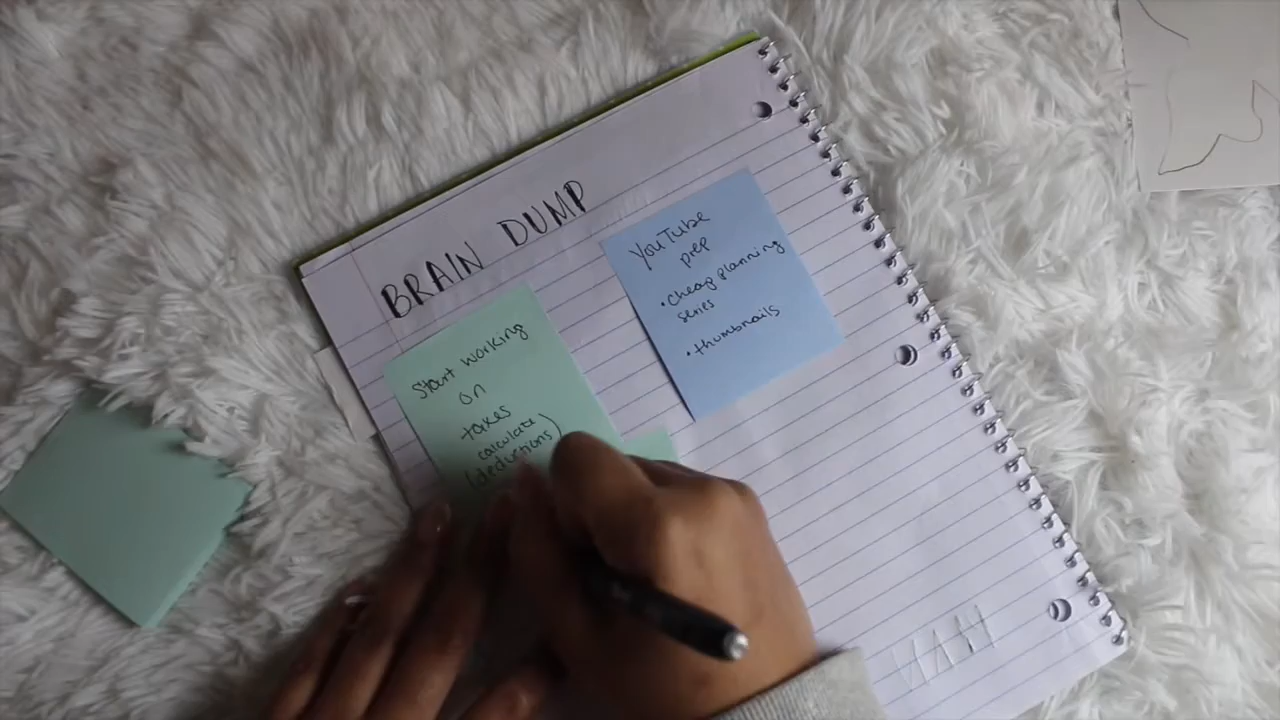 BRAIN DUMP
Start working
on
taxes
calculate
(deductions)
YouTube
prep
• cheap planning
series
• thumbnails